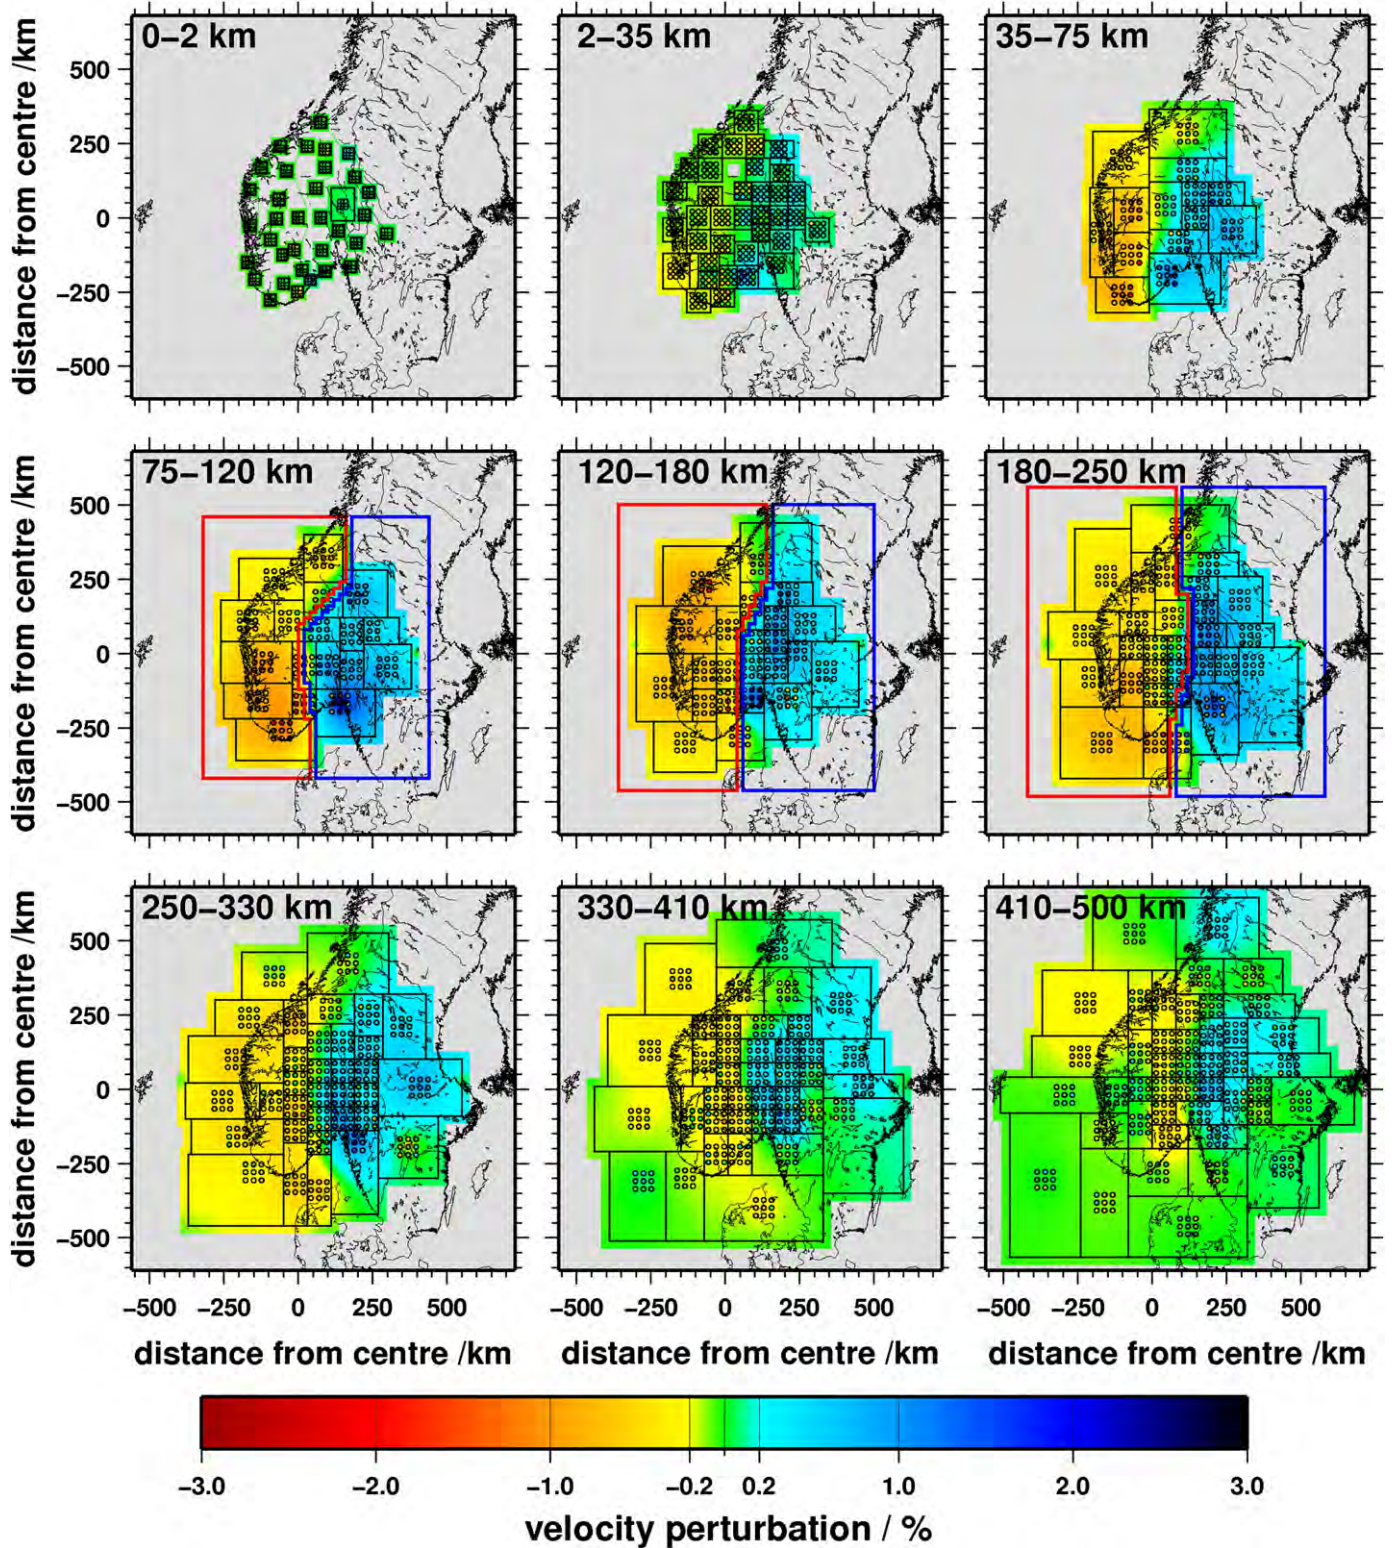 0–2 km
2–35 km
35–75 km
distance from centre /km
500
250
0
−250
−500
75–120 km
120–180 km
180–250 km
distance from centre /km
500
250
0
−250
−500
250–330 km
330–410 km
410–500 km
distance from centre /km
500
250
0
−250
−500
−500 −250 0 250 500
−500 −250 0 250 500
−500 −250 0 250 500
distance from centre /km
distance from centre /km
distance from centre /km
−3.0 −2.0 −1.0 −0.2 0.2 1.0 2.0 3.0
velocity perturbation / %